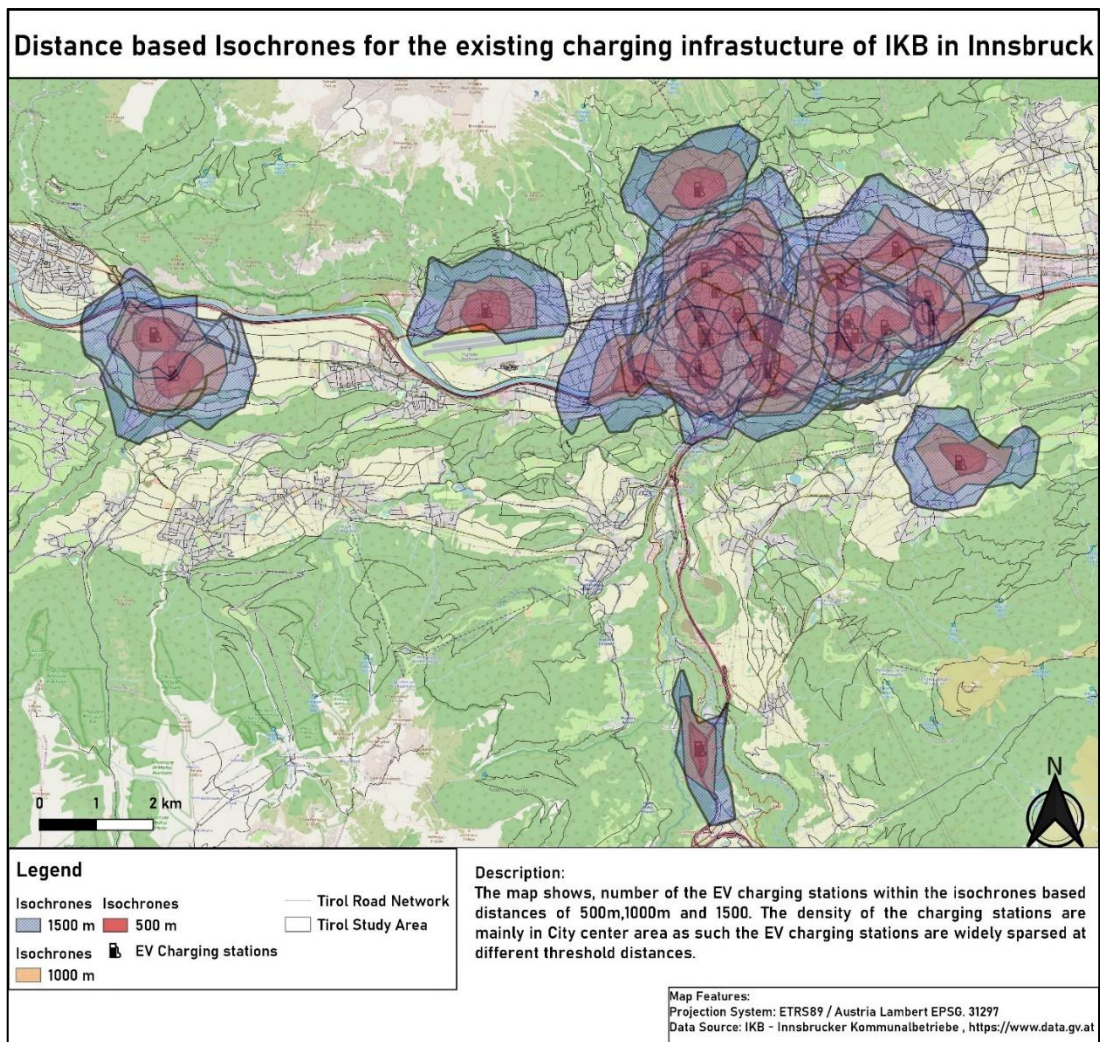 Distance based Isochrones for the existing charging infrastucture of IKB in Innsbruck
0 1 2 km
N
Legend
Isochrones Isochrones
1500 m 500 m
Isochrones
1000 m
EV Charging stations
Tirol Road Network
Tirol Study Area
Description:
The map shows, number of the EV charging stations within the isochrones based
distances of 500m,1000m and 1500. The density of the charging stations are
mainly in City center area as such the EV charging stations are widely sparsed at
different threshold distances.
Map Features:
Projection System: ETRS89 / Austria Lambert EPSG. 31297
Data Source: IKB - Innsbrucker Kommunalbetriebe , https://www.data.gv.at